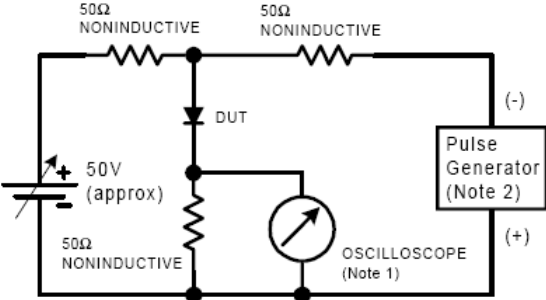 50Ω
NONINDUCTIVE
50Ω
NONINDUCTIVE
(-)
DUT
Pulse
Generator
(Note 2)
+ 50V
(approx)
-
(+)
50Ω
NONINDUCTIVE
OSCILLOSCOPE
(Note 1)